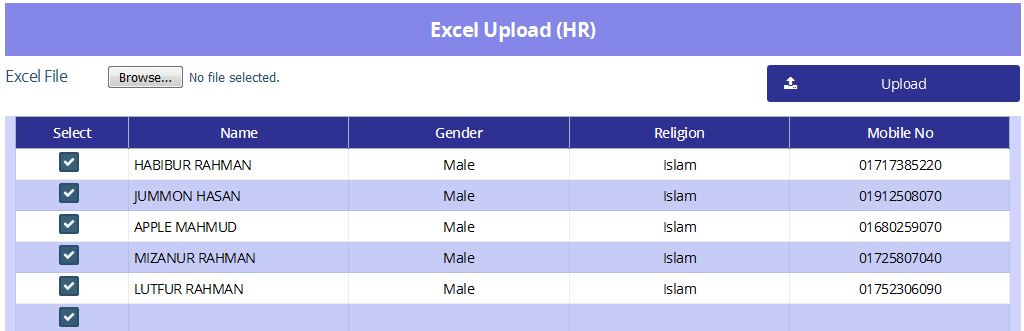 Excel Upload (HR)
Excel File Browse... No file selected. Upload
Select Name Gender Religion Mobile No
HABIBUR RAHMAN Male Islam 01717385220
JUMMON HASAN Male Islam 01912508070
APPLE MAHMUD Male Islam 01680259070
MIZANUR RAHMAN Male Islam 01725807040
LUTFUR RAHMAN Male Islam 01752306090